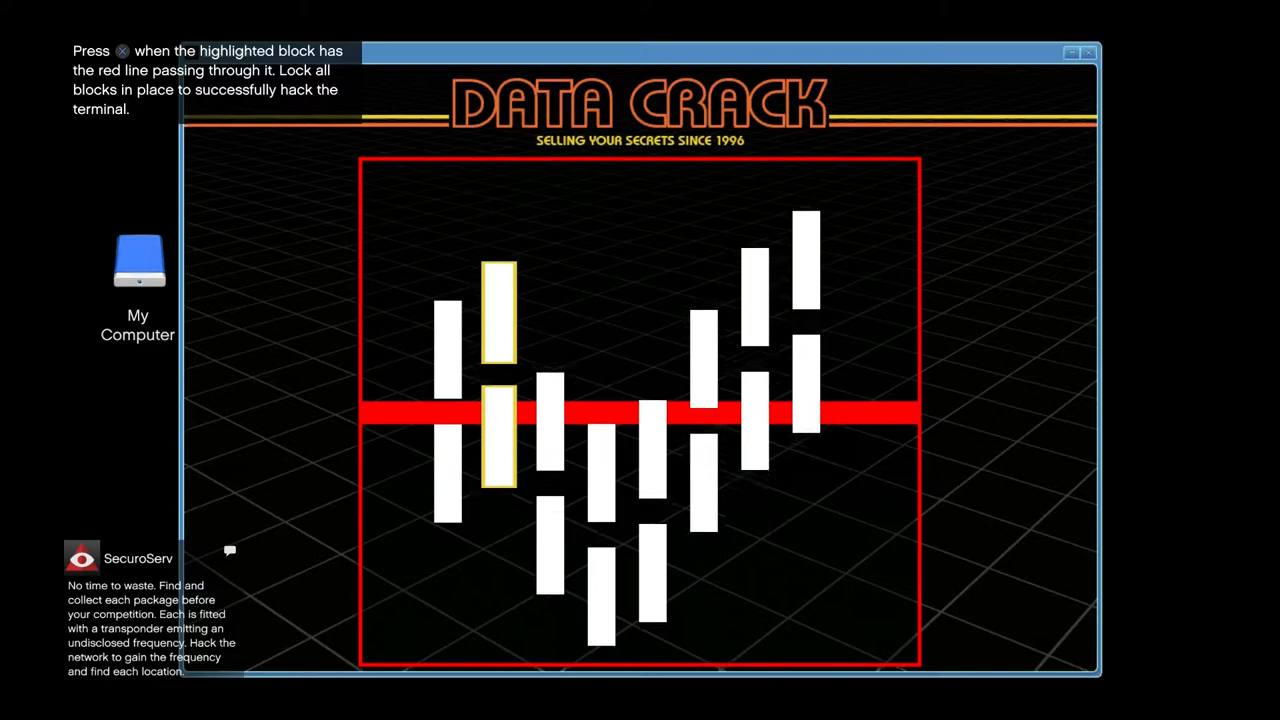 Press ⓧ when the highlighted block has
the red line passing through it. Lock all
blocks in place to successfully hack the
terminal.
DATA CRACK
SELLING YOUR SECRETS SINCE 1996
My
Computer
SecuroServ
No time to waste. Find and
collect each package before
your competition. Each is fitted
with a transponder emitting an
undisclosed frequency. Hack the
network to gain the frequency
and find each location.